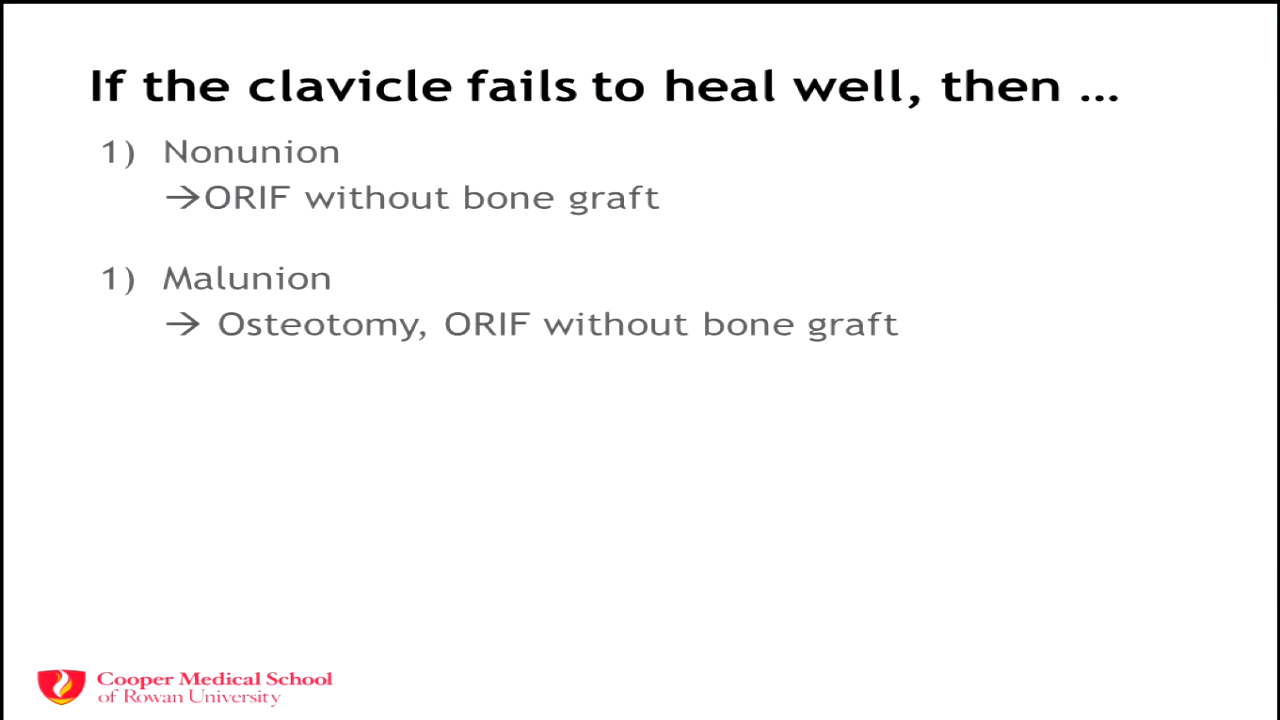 If the clavicle fails to heal well, then ...
1) Nonunion
→ORIF without bone graft
1) Malunion
→ Osteotomy, ORIF without bone graft
Cooper Medical School
of Rowan University